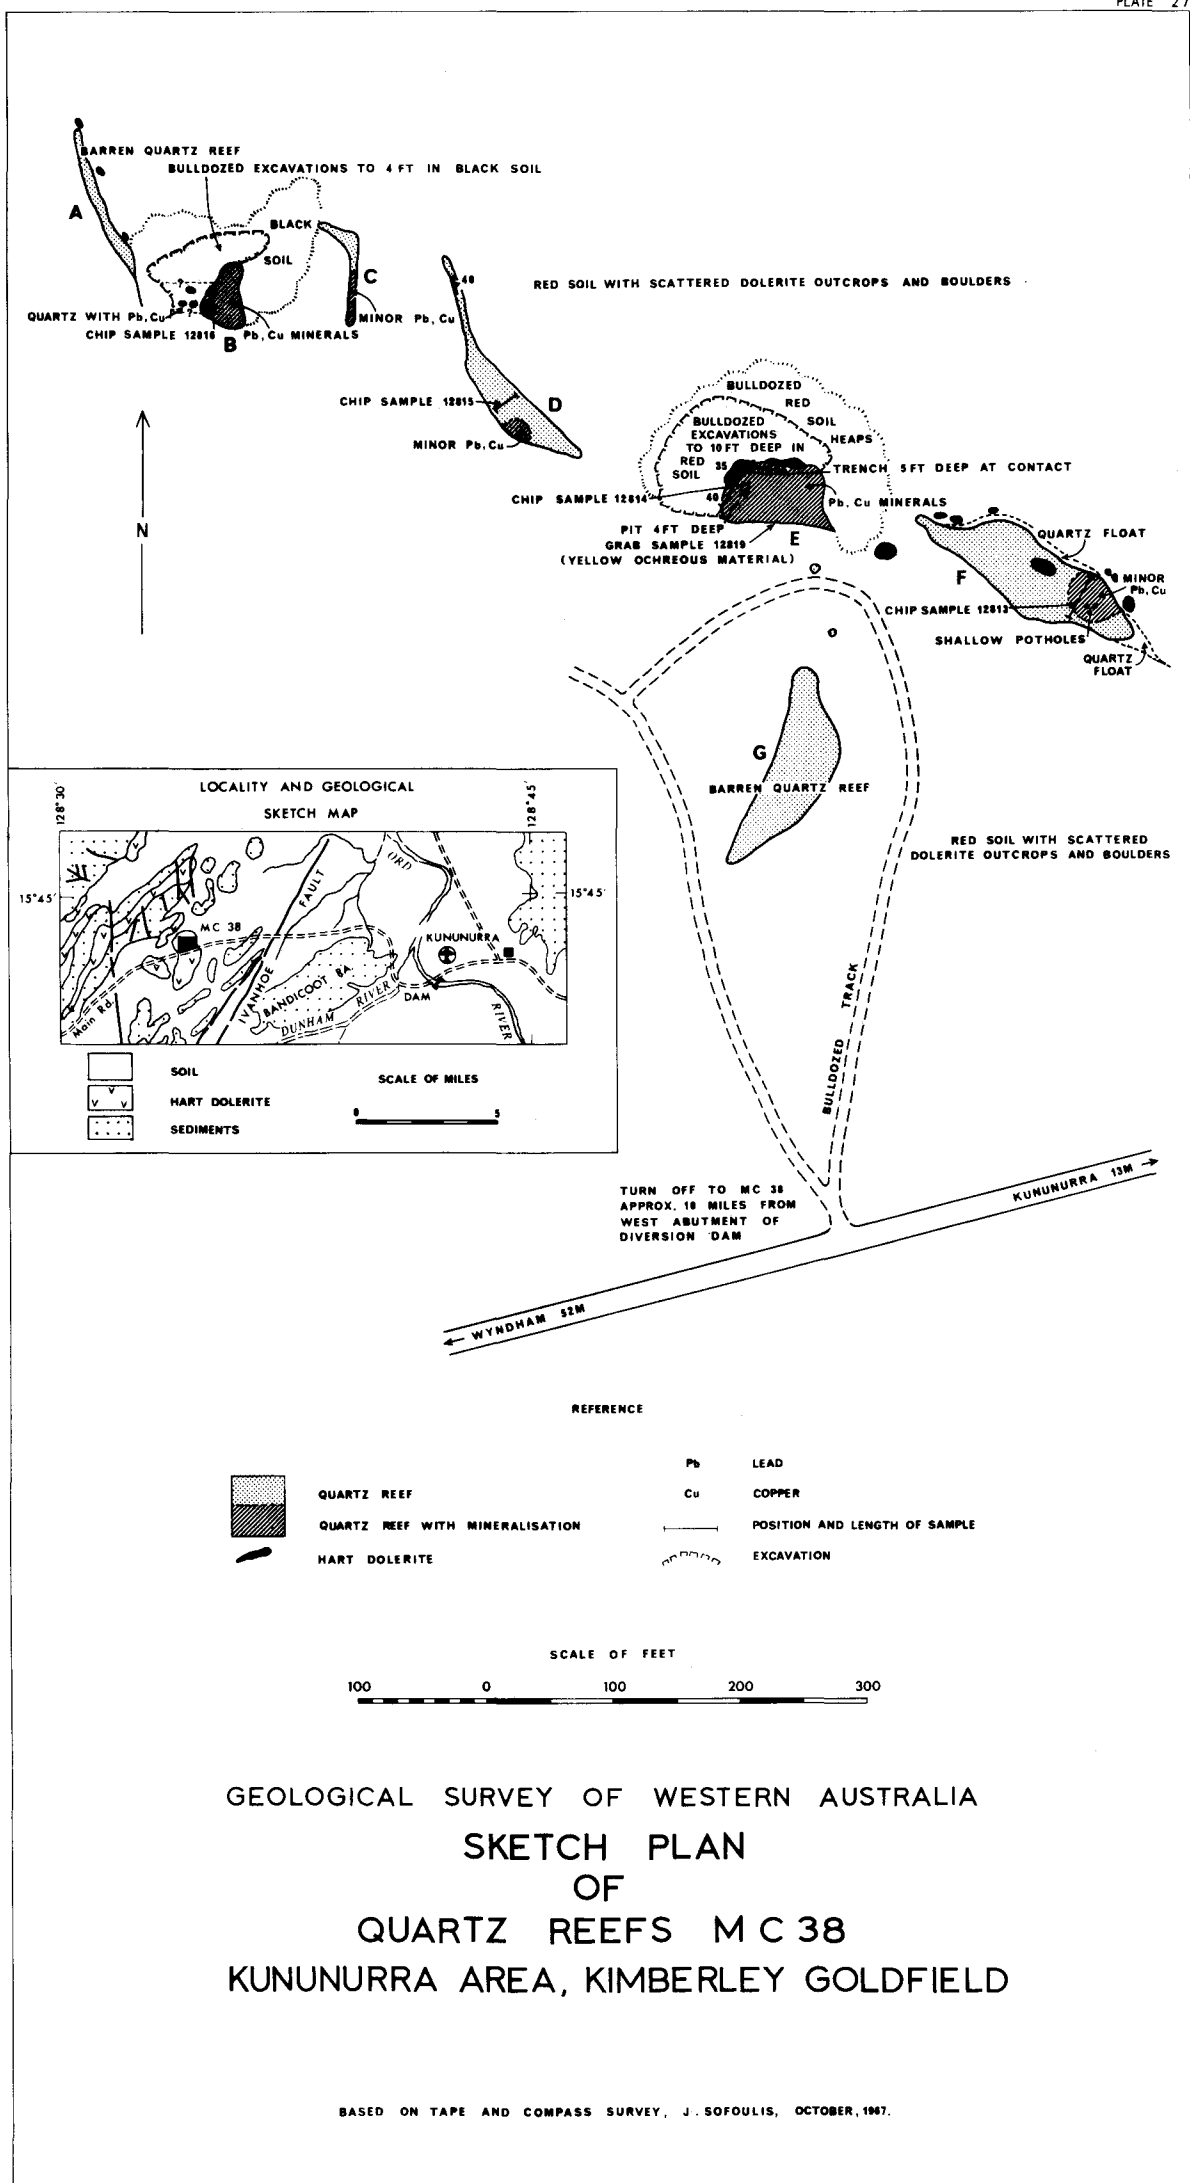 PLATE 27
BARREN QUARTZ REEF
BULLDOZED EXCAVATIONS TO 4 FT IN BLACK SOIL
A
BLACK
SOIL
C
?
?
QUARTZ WITH Pb, Cu
CHIP SAMPLE 12816
B
Pb, Cu MINERALS
MINOR Pb, Cu
40
RED SOIL WITH SCATTERED DOLERITE OUTCROPS AND BOULDERS
CHIP SAMPLE 12815
D
MINOR Pb, Cu
N
BULLDOZED
RED
SOIL
HEAPS
BULLDOZED
EXCAVATIONS
TO 10 FT DEEP IN
RED
SOIL
35
40
TRENCH 5 FT DEEP AT CONTACT
CHIP SAMPLE 12814
Pb, Cu MINERALS
PIT 4 FT DEEP
GRAB SAMPLE 12819
(YELLOW OCHREOUS MATERIAL)
E
QUARTZ FLOAT
F
MINOR
Pb, Cu
CHIP SAMPLE 12813
SHALLOW POTHOLES
QUARTZ
FLOAT
G
BARREN QUARTZ REEF
RED SOIL WITH SCATTERED
DOLERITE OUTCROPS AND BOULDERS
BULLDOZED TRACK
LOCALITY AND GEOLOGICAL
SKETCH MAP
128°30'
128°45'
15°45'
15°45'
ORD
FAULT
MC 38
KUNUNURRA
IVANHOE
BANDICOOT BA.
RIVER
DAM
DUNHAM
RIVER
Main Rd.
SOIL
HART DOLERITE
SEDIMENTS
SCALE OF MILES
0 5
TURN OFF TO MC 38
APPROX. 10 MILES FROM
WEST ABUTMENT OF
DIVERSION DAM
KUNUNURRA 13M
WYNDHAM 52M
REFERENCE
QUARTZ REEF
QUARTZ REEF WITH MINERALISATION
HART DOLERITE
Pb LEAD
Cu COPPER
POSITION AND LENGTH OF SAMPLE
EXCAVATION
SCALE OF FEET
100 0 100 200 300
GEOLOGICAL SURVEY OF WESTERN AUSTRALIA
SKETCH PLAN
OF
QUARTZ REEFS MC 38
KUNUNURRA AREA, KIMBERLEY GOLDFIELD
BASED ON TAPE AND COMPASS SURVEY, J. SOFOULIS, OCTOBER, 1967.